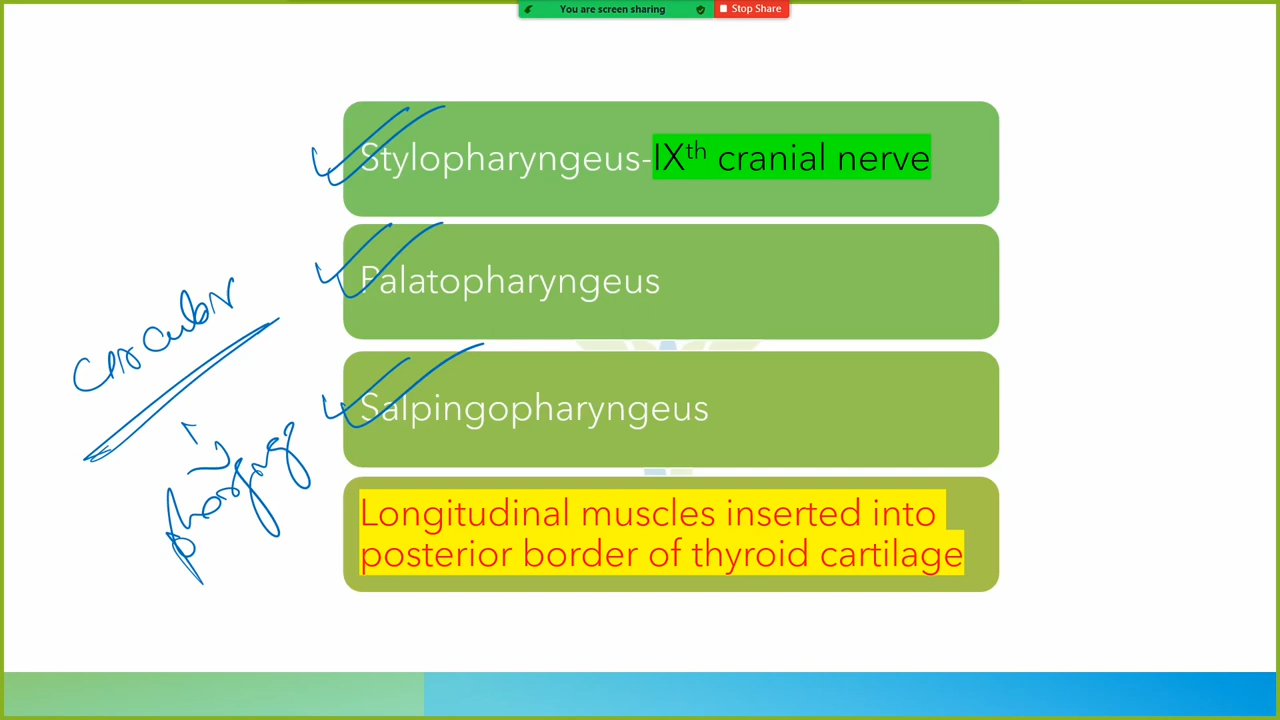 You are screen sharing
Stop Share
Stylopharyngeus-IXth cranial nerve
Palatopharyngeus
Salpingopharyngeus
Longitudinal muscles inserted into
posterior border of thyroid cartilage
circular